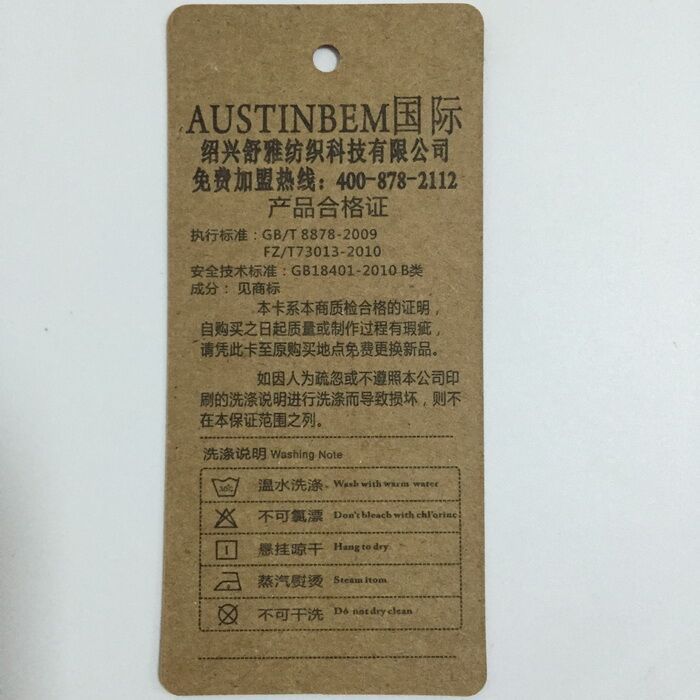 AUSTINBEM国际
绍兴舒雅纺织科技有限公司
免费加盟热线：400-878-2112
产品合格证
执行标准：GB/T 8878-2009
FZ/T73013-2010
安全技术标准：GB18401-2010 B类
成分：见商标
本卡系本商质检合格的证明，
自购买之日起质量或制作过程有瑕疵，
请凭此卡至原购买地点免费更换新品。
如因人为疏忽或不遵照本公司印
刷的洗涤说明进行洗涤而导致损坏，则不
在本保证范围之列。
洗涤说明 Washing Note
30℃ 温水洗涤 Wash with warm water
不可氯漂 Don't bleach with chl'orine
悬挂晾干 Hang to dry
蒸汽熨烫 Steam itom
不可干洗 Do not dry clean